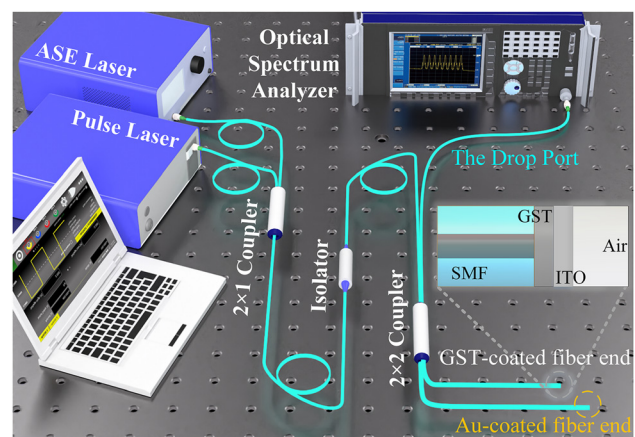 ASE Laser
Optical
Spectrum
Analyzer
Pulse Laser
The Drop Port
GST
Air
SMF
ITO
2×1 Coupler
Isolator
2×2 Coupler
GST-coated fiber end
Au-coated fiber end